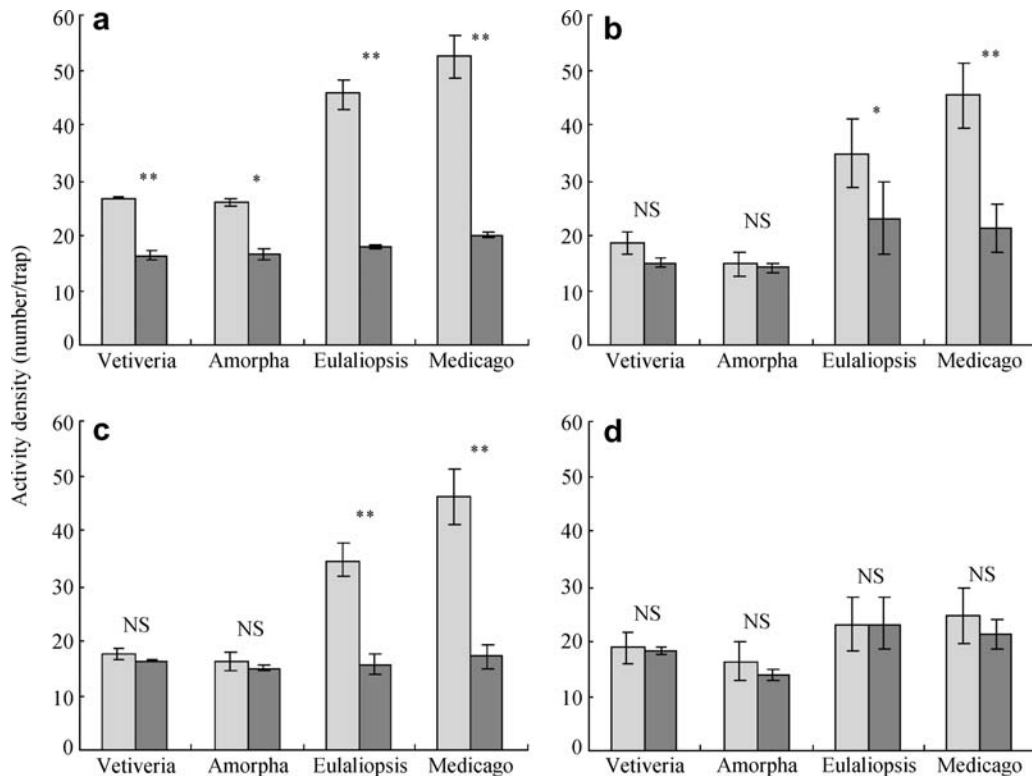 Activity density (number/trap)
a
60
50
40
30
20
10
0
** * ** **
Vetiveria Amorpha Eulaliopsis Medicago
b
60
50
40
30
20
10
0
NS NS * **
Vetiveria Amorpha Eulaliopsis Medicago
c
60
50
40
30
20
10
0
NS NS ** **
Vetiveria Amorpha Eulaliopsis Medicago
d
60
50
40
30
20
10
0
NS NS NS NS
Vetiveria Amorpha Eulaliopsis Medicago